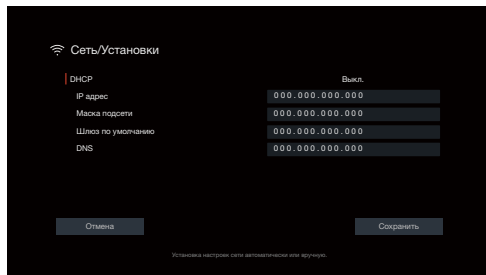 Сеть/Установки
DHCP Выкл.
IP адрес 000.000.000.000
Маска подсети 000.000.000.000
Шлюз по умолчанию 000.000.000.000
DNS 000.000.000.000
Отмена Сохранить
Установка настроек сети автоматически или вручную.